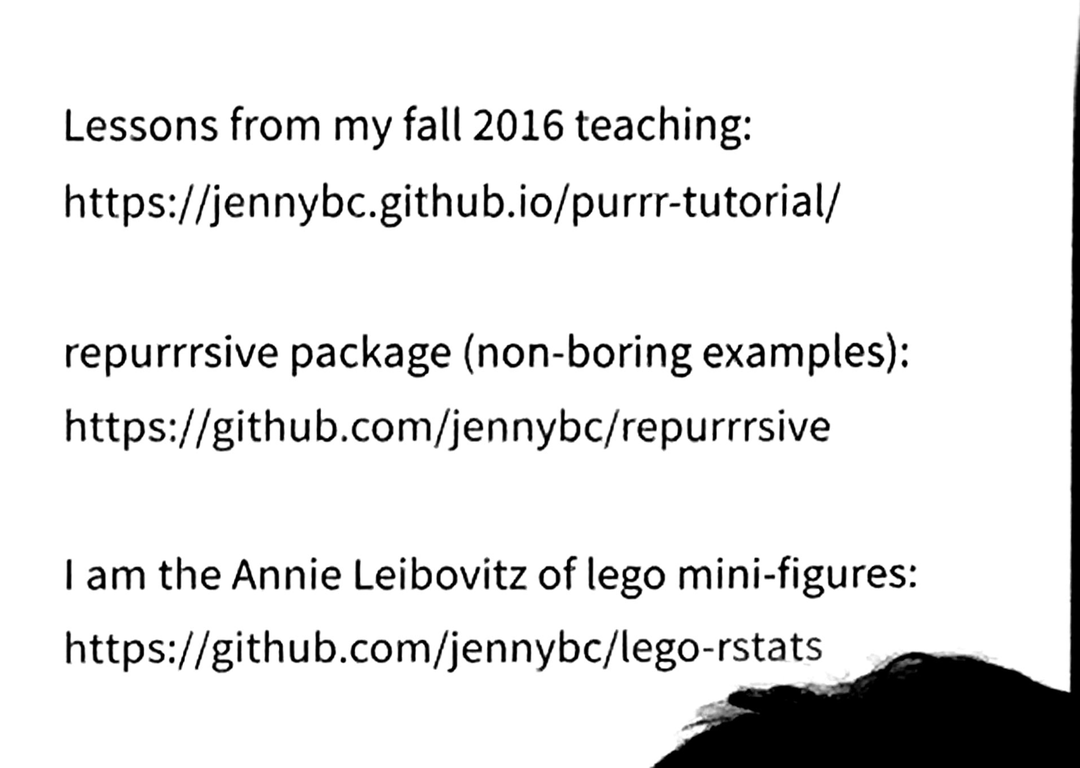 Lessons from my fall 2016 teaching:
https://jennybc.github.io/purrr-tutorial/
repurrrsive package (non-boring examples):
https://github.com/jennybc/repurrrsive
I am the Annie Leibovitz of lego mini-figures:
https://github.com/jennybc/lego-rstats